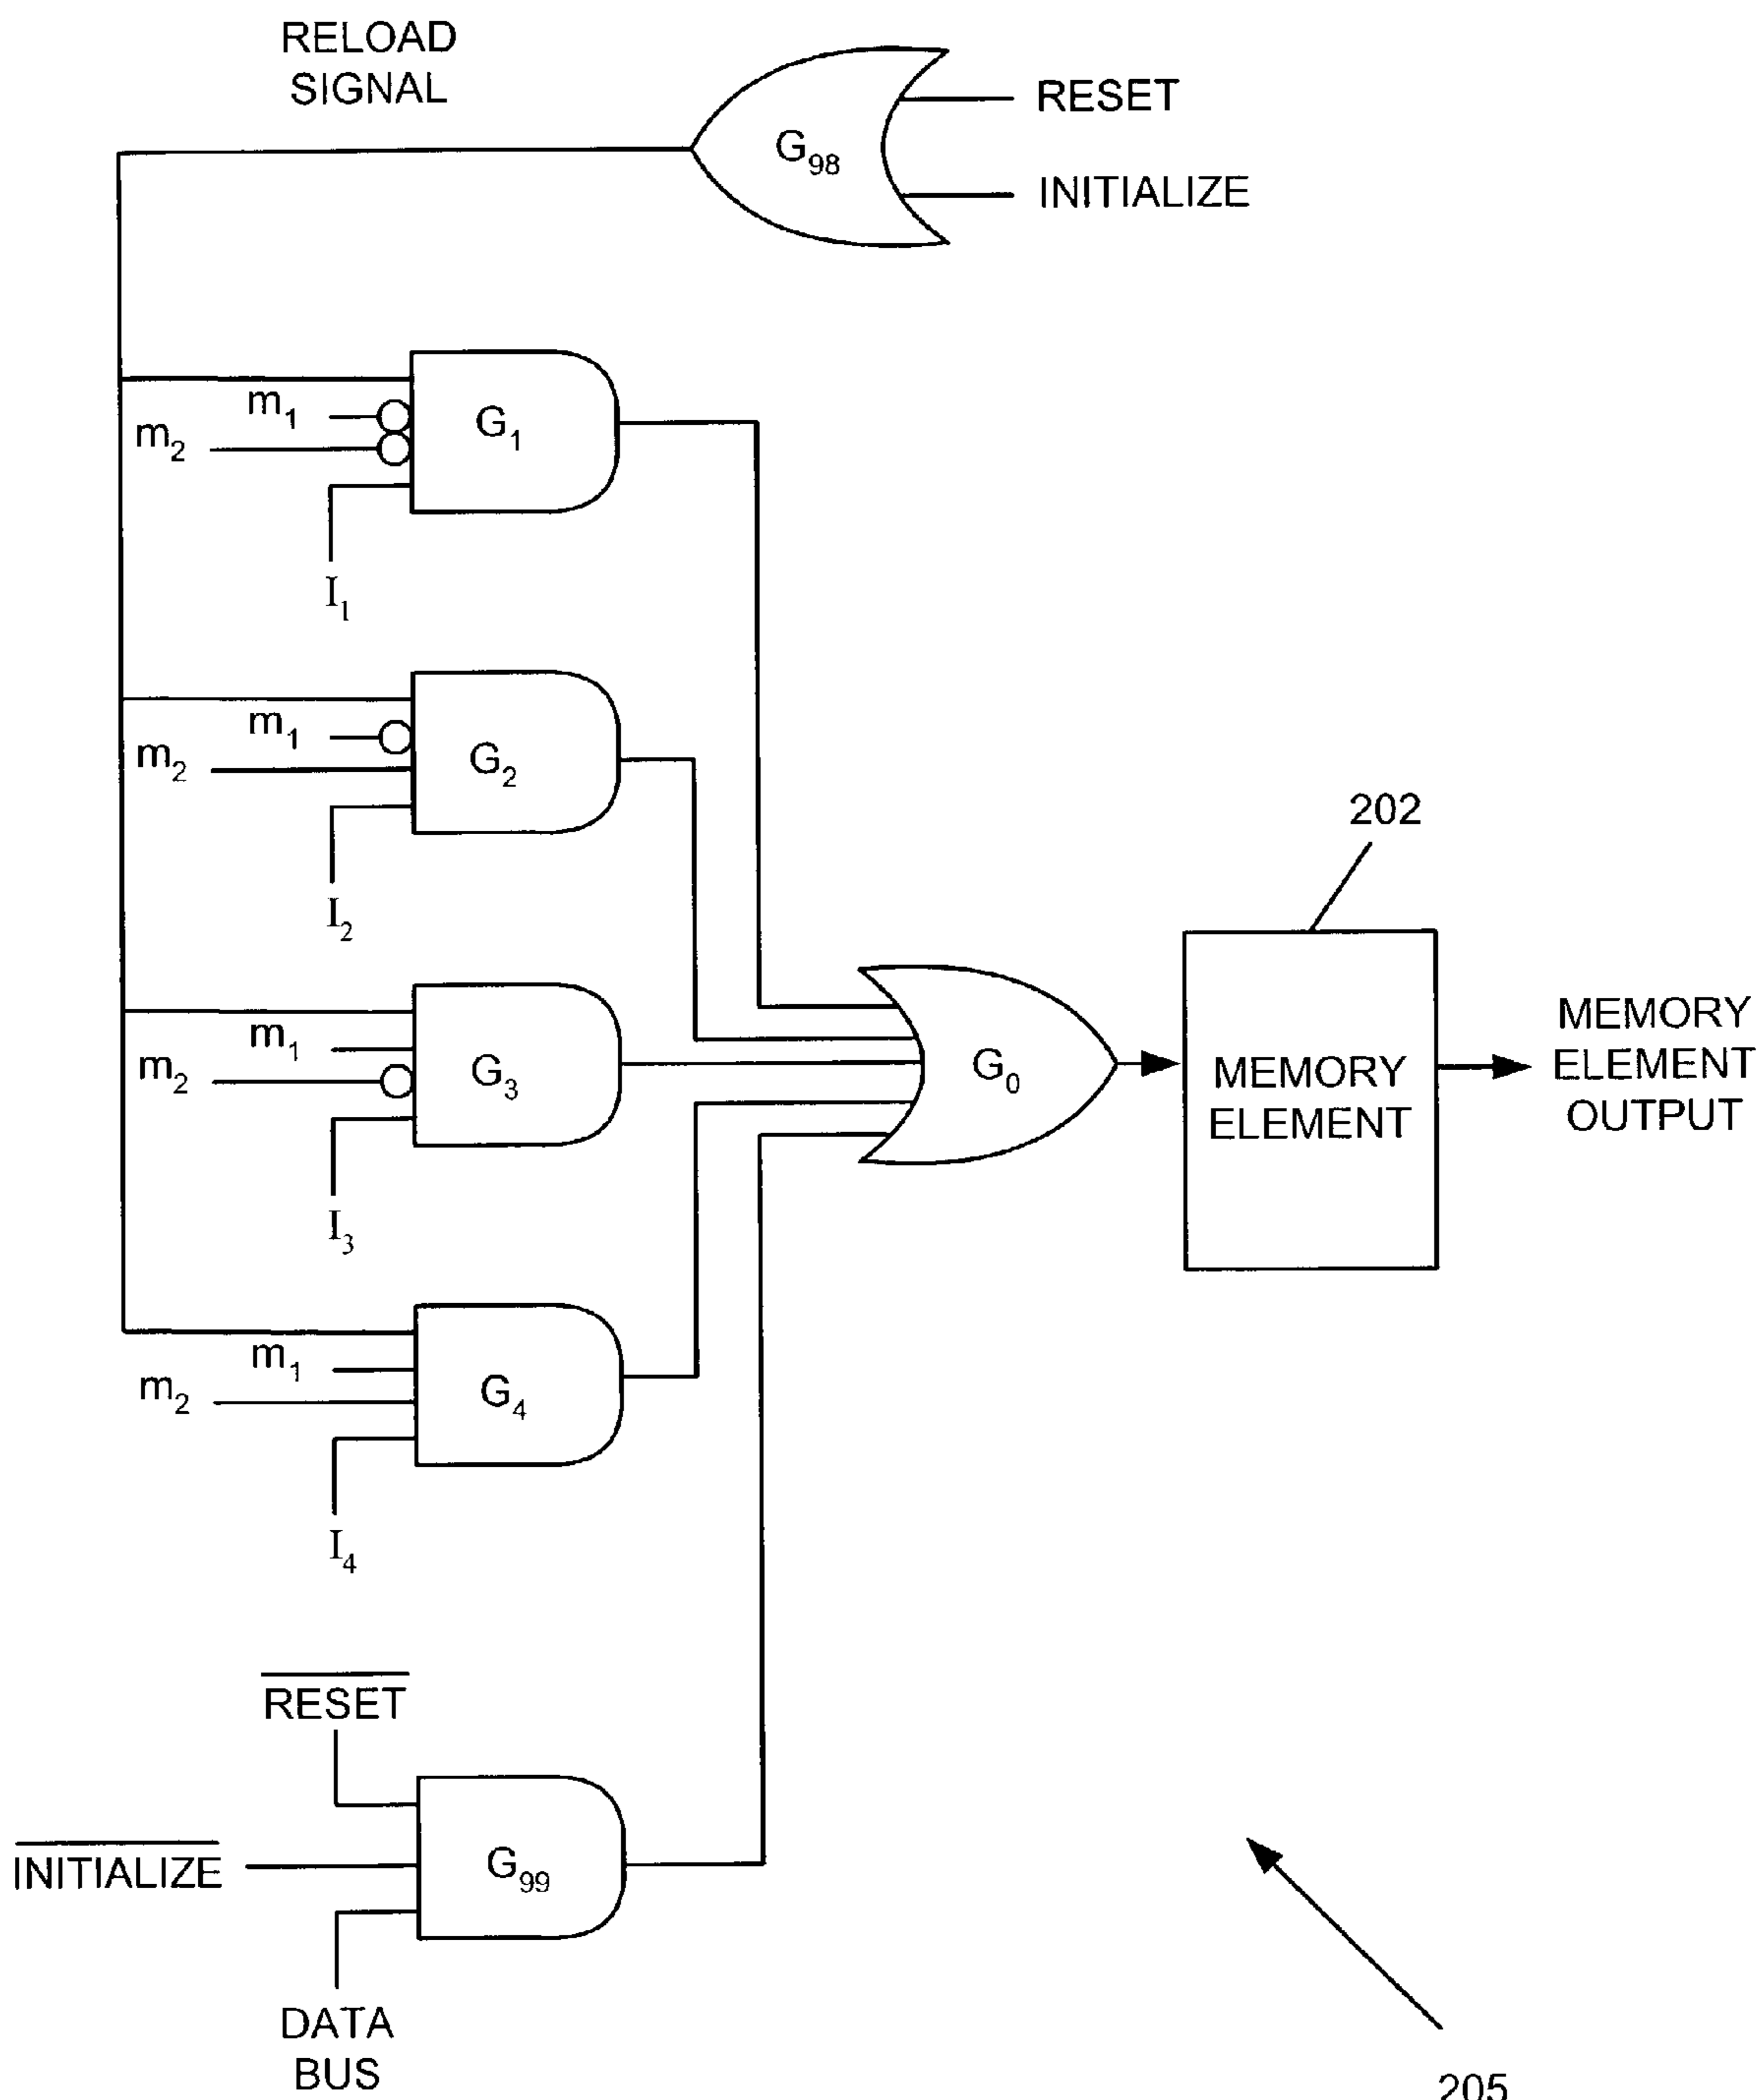 RELOAD
SIGNAL
G98
RESET
INITIALIZE
m1
m2
G1
I1
m1
m2
G2
I2
202
m1
m2
G3
I3
G0
MEMORY
ELEMENT
MEMORY
ELEMENT
OUTPUT
m1
m2
G4
I4
RESET
INITIALIZE
G99
DATA
BUS
205